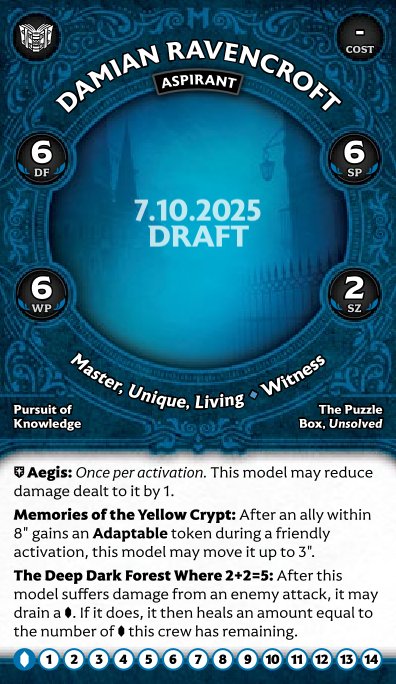 -
COST
DAMIAN RAVENCROFT
ASPIRANT
6
DF
6
SP
7.10.2025
DRAFT
6
WP
2
SZ
Master, Unique, Living ◆ Witness
Pursuit of
Knowledge
The Puzzle
Box, Unsolved
Aegis: Once per activation. This model may reduce
damage dealt to it by 1.
Memories of the Yellow Crypt: After an ally within
8" gains an Adaptable token during a friendly
activation, this model may move it up to 3".
The Deep Dark Forest Where 2+2=5: After this
model suffers damage from an enemy attack, it may
drain a ⬧. If it does, it then heals an amount equal to
the number of ⬧ this crew has remaining.
1 2 3 4 5 6 7 8 9 10 11 12 13 14